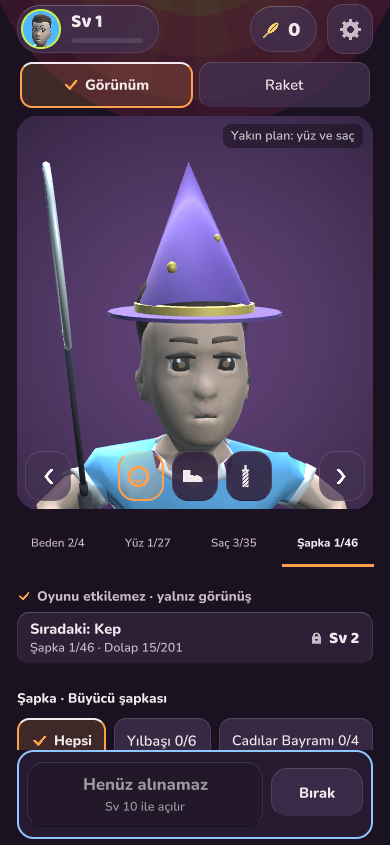 Sv 1
0
Görünüm
Raket
Yakın plan: yüz ve saç
Beden 2/4
Yüz 1/27
Saç 3/35
Şapka 1/46
Oyunu etkilemez · yalnız görünüş
Sıradaki: Kep
Şapka 1/46 · Dolap 15/201
Sv 2
Şapka · Büyücü şapkası
Hepsi
Yılbaşı 0/6
Cadılar Bayramı 0/4
Henüz alınamaz
Sv 10 ile açılır
Bırak